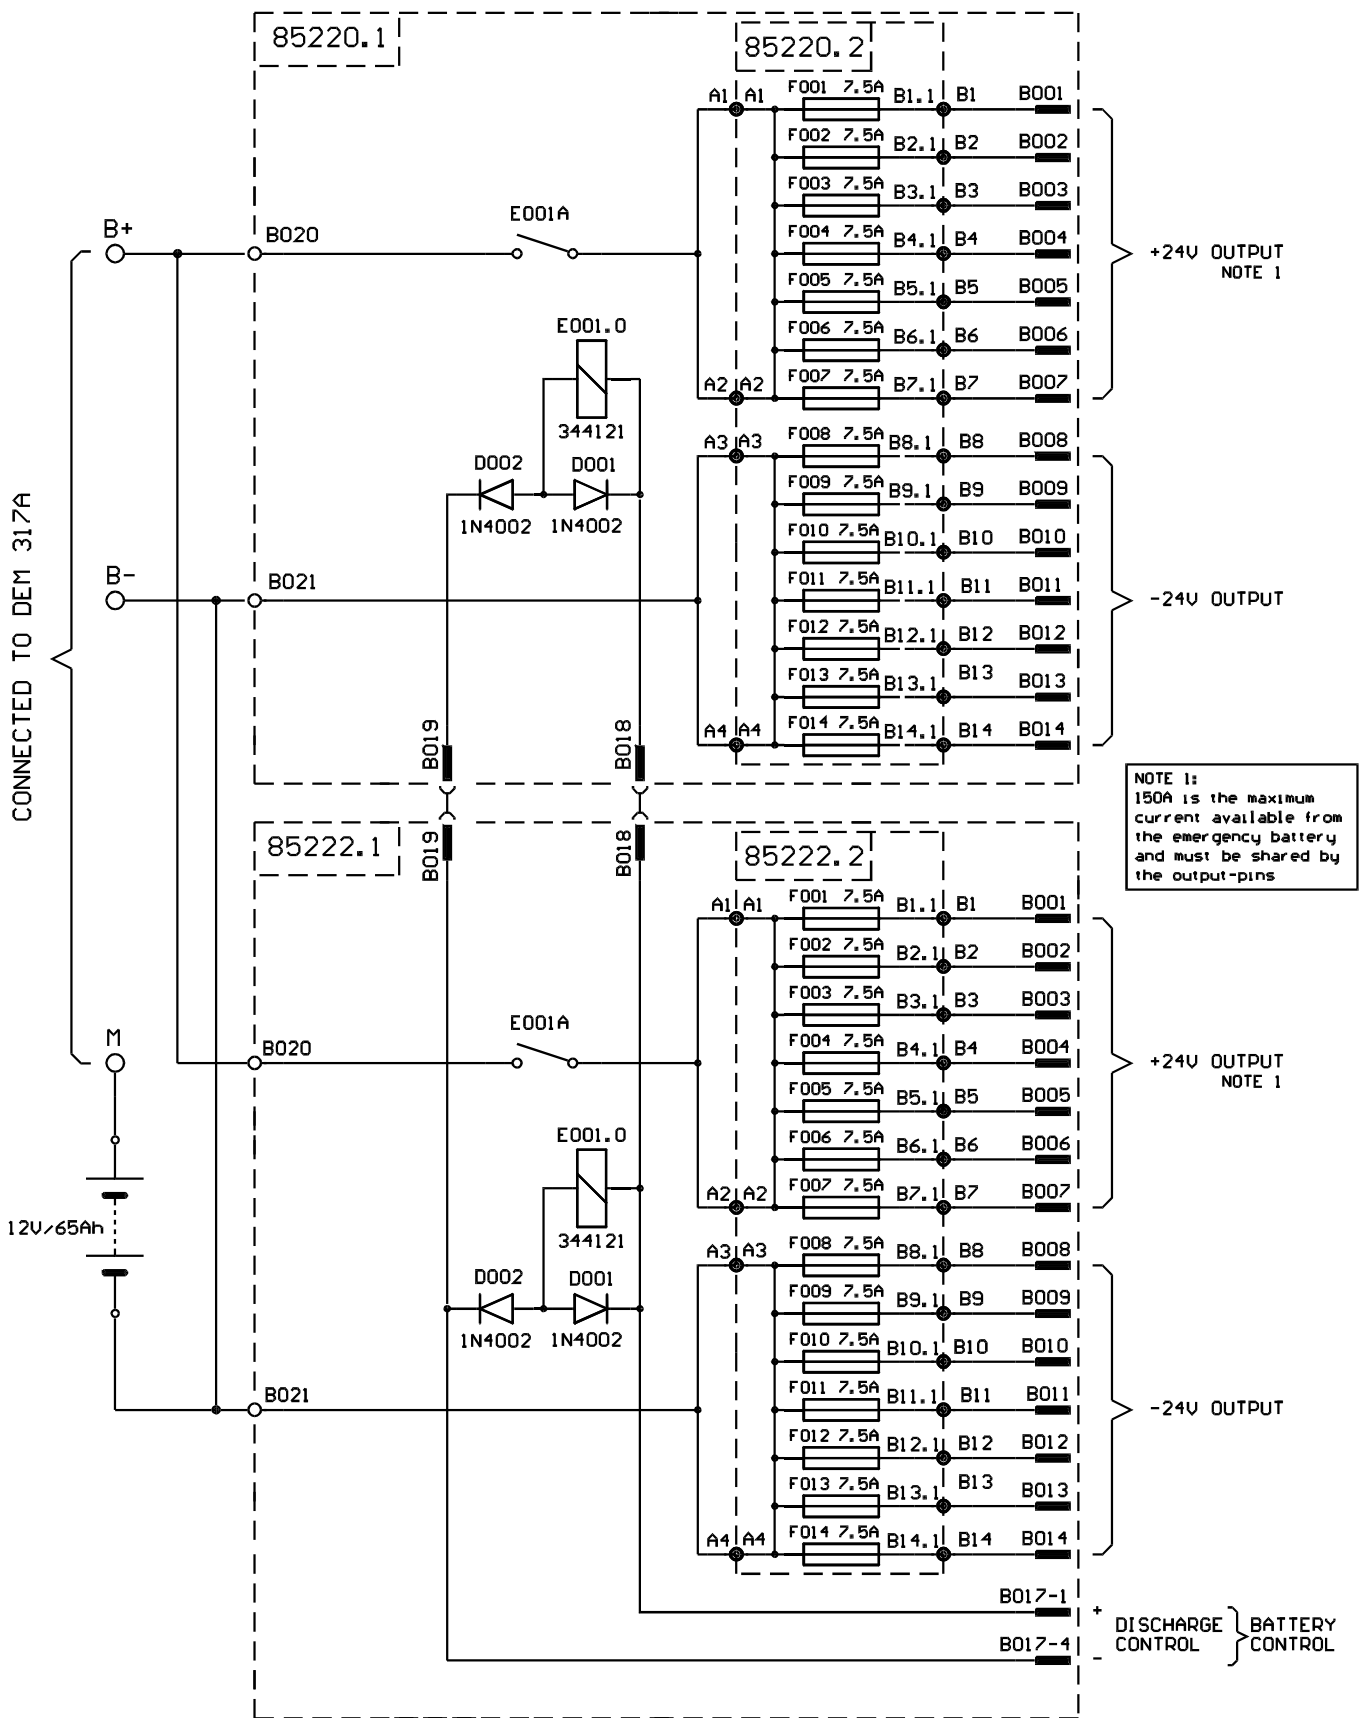 85220.1
85220.2
F001 7.5A
A1 A1 B1.1 B1 B001
F002 7.5A
B2.1 B2 B002
F003 7.5A
B3.1 B3 B003
E001A
B+
B020
F004 7.5A
B4.1 B4 B004
+24V OUTPUT
NOTE 1
F005 7.5A
B5.1 B5 B005
E001.0
F006 7.5A
B6.1 B6 B006
F007 7.5A
A2 A2 B7.1 B7 B007
344121
F008 7.5A
A3 A3 B8.1 B8 B008
D002 D001
F009 7.5A
B9.1 B9 B009
1N4002 1N4002
F010 7.5A
B10.1 B10 B010
CONNECTED TO DEM 317A
B-
B021
F011 7.5A
B11.1 B11 B011
-24V OUTPUT
F012 7.5A
B12.1 B12 B012
F013 7.5A
B13.1 B13 B013
F014 7.5A
A4 A4 B14.1 B14 B014
B019 B018
NOTE 1:
150A is the maximum
current available from
the emergency battery
and must be shared by
the output-pins
B019 B018
85222.1
85222.2
F001 7.5A
A1 A1 B1.1 B1 B001
F002 7.5A
B2.1 B2 B002
F003 7.5A
B3.1 B3 B003
E001A
M
B020
F004 7.5A
B4.1 B4 B004
+24V OUTPUT
NOTE 1
F005 7.5A
B5.1 B5 B005
E001.0
F006 7.5A
B6.1 B6 B006
F007 7.5A
A2 A2 B7.1 B7 B007
12V/65Ah
344121
F008 7.5A
A3 A3 B8.1 B8 B008
D002 D001
F009 7.5A
B9.1 B9 B009
1N4002 1N4002
F010 7.5A
B10.1 B10 B010
B021
F011 7.5A
B11.1 B11 B011
-24V OUTPUT
F012 7.5A
B12.1 B12 B012
F013 7.5A
B13.1 B13 B013
F014 7.5A
A4 A4 B14.1 B14 B014
B017-1
+
DISCHARGE
CONTROL
BATTERY
CONTROL
B017-4
-